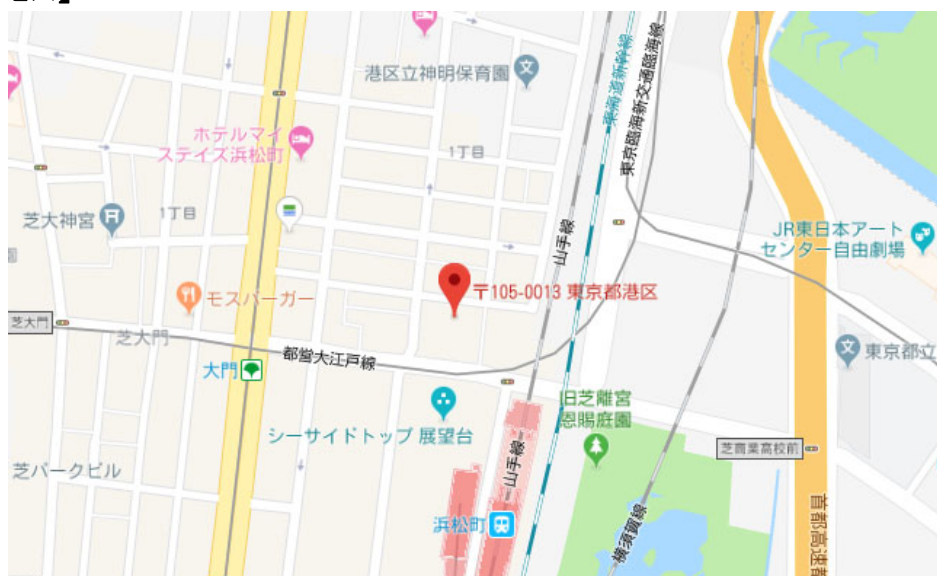 港区立神明保育園
東海道新幹線
東京臨海新交通臨海線
ホテルマイ
ステイズ浜松町
1丁目
芝大神宮
1丁目
山手線
JR東日本アート
センター自由劇場
モスバーガー
〒105-0013 東京都港区
芝大門
芝大門
都営大江戸線
大門
東京都立
旧芝離宮
恩賜庭園
シーサイドトップ 展望台
芝商業高校前
芝パークビル
山手線
浜松町
横須賀線
首都高速都